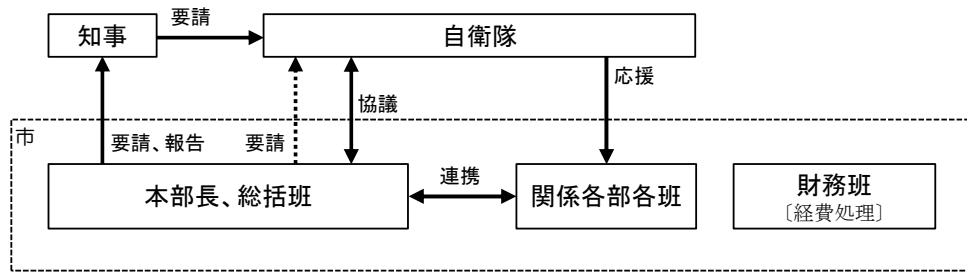 要請
知事
自衛隊
応援
協議
市
要請、報告
要請
本部長、総括班
連携
関係各部各班
財務班
〔経費処理〕